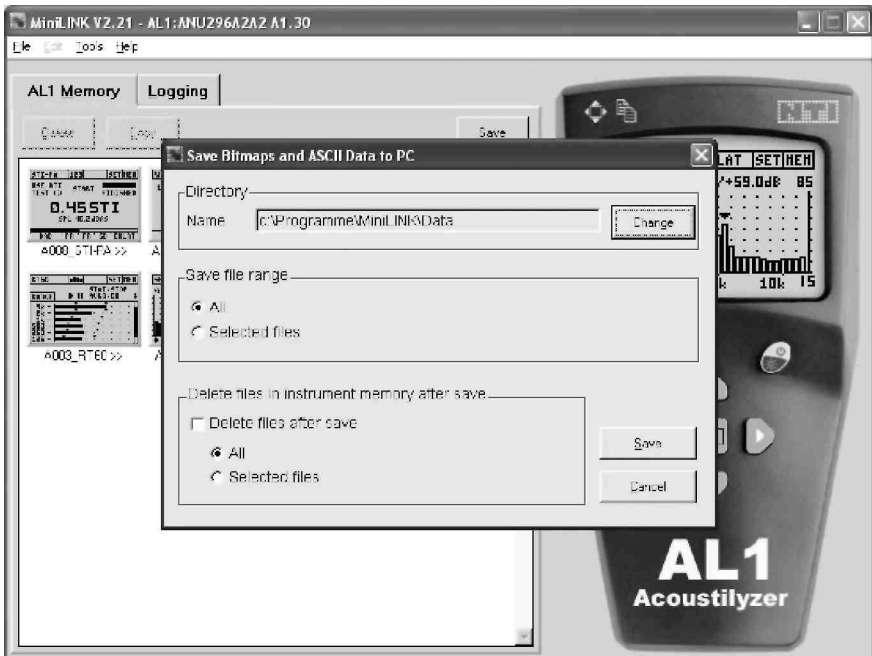 MiniLINK V2.21 - AL1:ANU296A2A2 A1.30
File Edit Tools Help
AL1 Memory Logging
Save
Save Bitmaps and ASCII Data to PC
Directory
Name c:\Programme\MiniLINK\Data Change
Save file range
All
Selected files
Delete files in instrument memory after save
Delete files after save
All
Selected files
Save
Cancel
START
0.45STI
A003_RT60 >>
SET MEM
+59.0dB 85
10k 15
AL1
Acoustilyzer